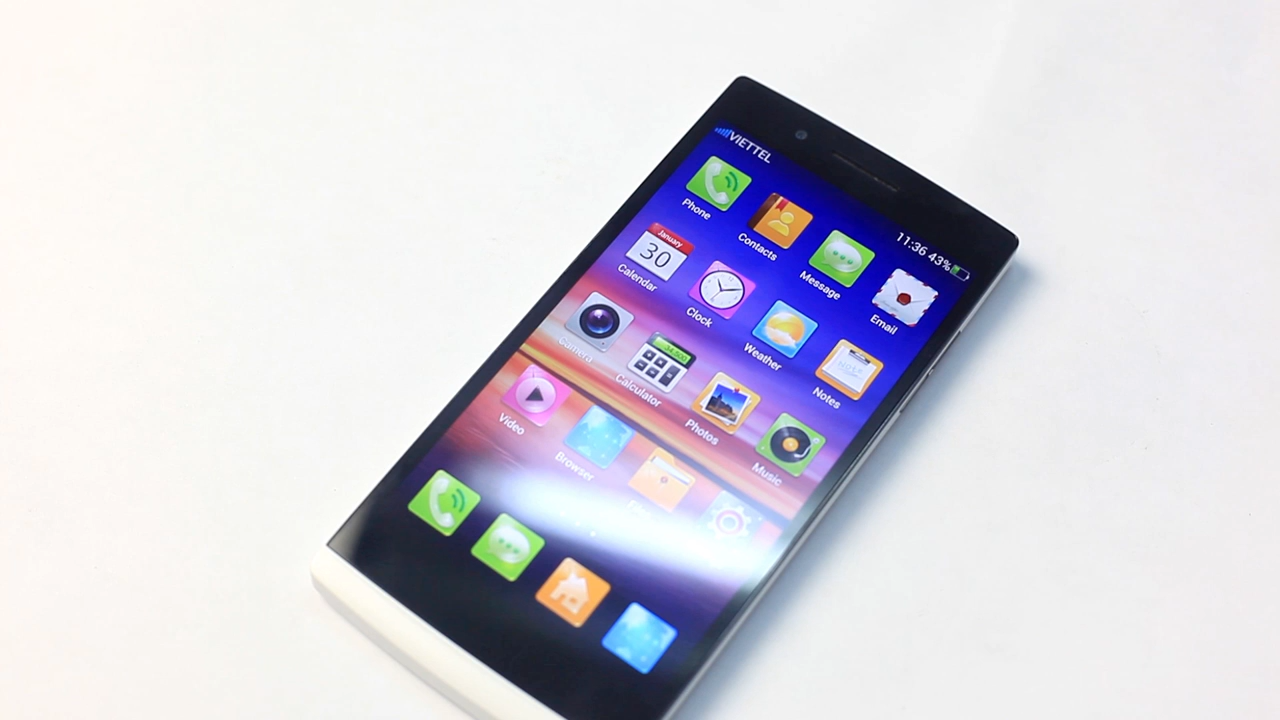 VIETTEL
11:36 43%
Phone
Contacts
Message
Email
January
30
Calendar
Clock
Weather
Notes
Camera
Calculator
Photos
Music
Video
Browser